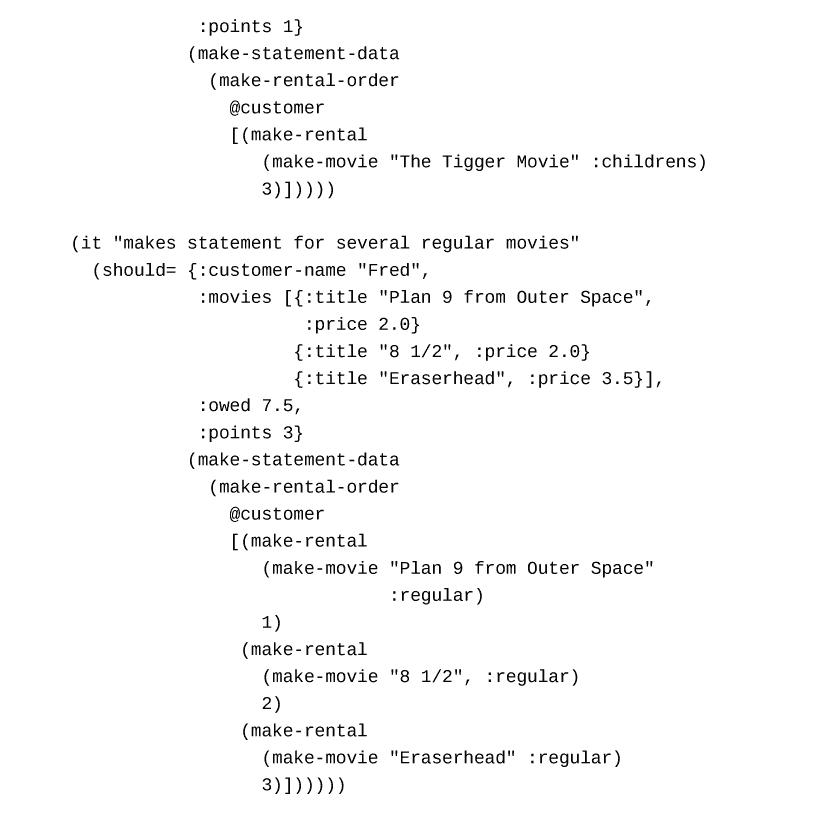 :points 1}
           (make-statement-data
             (make-rental-order
               @customer
               [(make-rental
                  (make-movie "The Tigger Movie" :childrens)
                  3)]))))

(it "makes statement for several regular movies"
  (should= {:customer-name "Fred",
            :movies [{:title "Plan 9 from Outer Space",
                      :price 2.0}
                     {:title "8 1/2", :price 2.0}
                     {:title "Eraserhead", :price 3.5}],
            :owed 7.5,
            :points 3}
           (make-statement-data
             (make-rental-order
               @customer
               [(make-rental
                  (make-movie "Plan 9 from Outer Space"
                              :regular)
                  1)
                (make-rental
                  (make-movie "8 1/2", :regular)
                  2)
                (make-rental
                  (make-movie "Eraserhead" :regular)
                  3)])))))